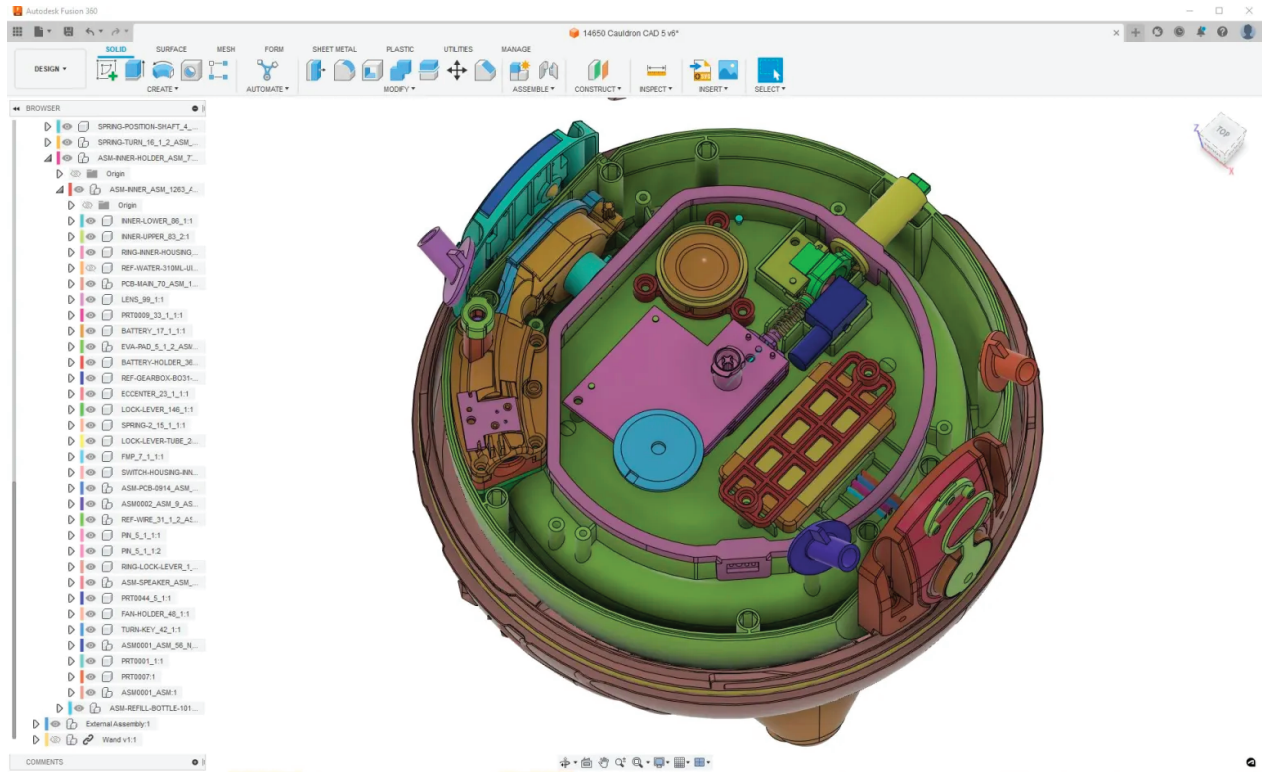 Autodesk Fusion 360
14650 Cauldron CAD 5 v6*
DESIGN
SOLID SURFACE MESH FORM SHEET METAL PLASTIC UTILITIES MANAGE
CREATE AUTOMATE MODIFY ASSEMBLE CONSTRUCT INSPECT INSERT SELECT
BROWSER
SPRING-POSITION-SHAFT_4_...
SPRING-TURN_16_1_2_ASM_...
ASM-INNER-HOLDER_ASM_7...
Origin
ASM-INNER_ASM_1263_A...
Origin
INNER-LOWER_86_1:1
INNER-UPPER_83_2:1
RING-INNER-HOUSING...
REF-WATER-310ML-UI...
PCB-MAIN_70_ASM_1...
LENS_99_1:1
PRT0009_33_1_1:1
BATTERY_17_1_1:1
EVA-PAD_5_1_2_ASM...
BATTERY-HOLDER_36...
REF-GEARBOX-BO31-...
ECCENTER_23_1_1:1
LOCK-LEVER_146_1:1
SPRING-2_15_1_1:1
LOCK-LEVER-TUBE_2...
FMP_7_1_1:1
SWITCH-HOUSING-INN...
ASM-PCB-0914_ASM_...
ASM0002_ASM_9_AS...
REF-WIRE_31_1_2_AS...
PIN_5_1_1:1
PIN_5_1_1:2
RING-LOCK-LEVER_1_...
ASM-SPEAKER_ASM_...
PRT0044_5_1:1
FAN-HOLDER_48_1:1
TURN-KEY_42_1:1
ASM0001_ASM_56_N...
PRT0001_1:1
PRT0007:1
ASM0001_ASM:1
ASM-REFILL-BOTTLE-101...
External Assembly:1
Wand v1:1
COMMENTS
TOP
Z
X